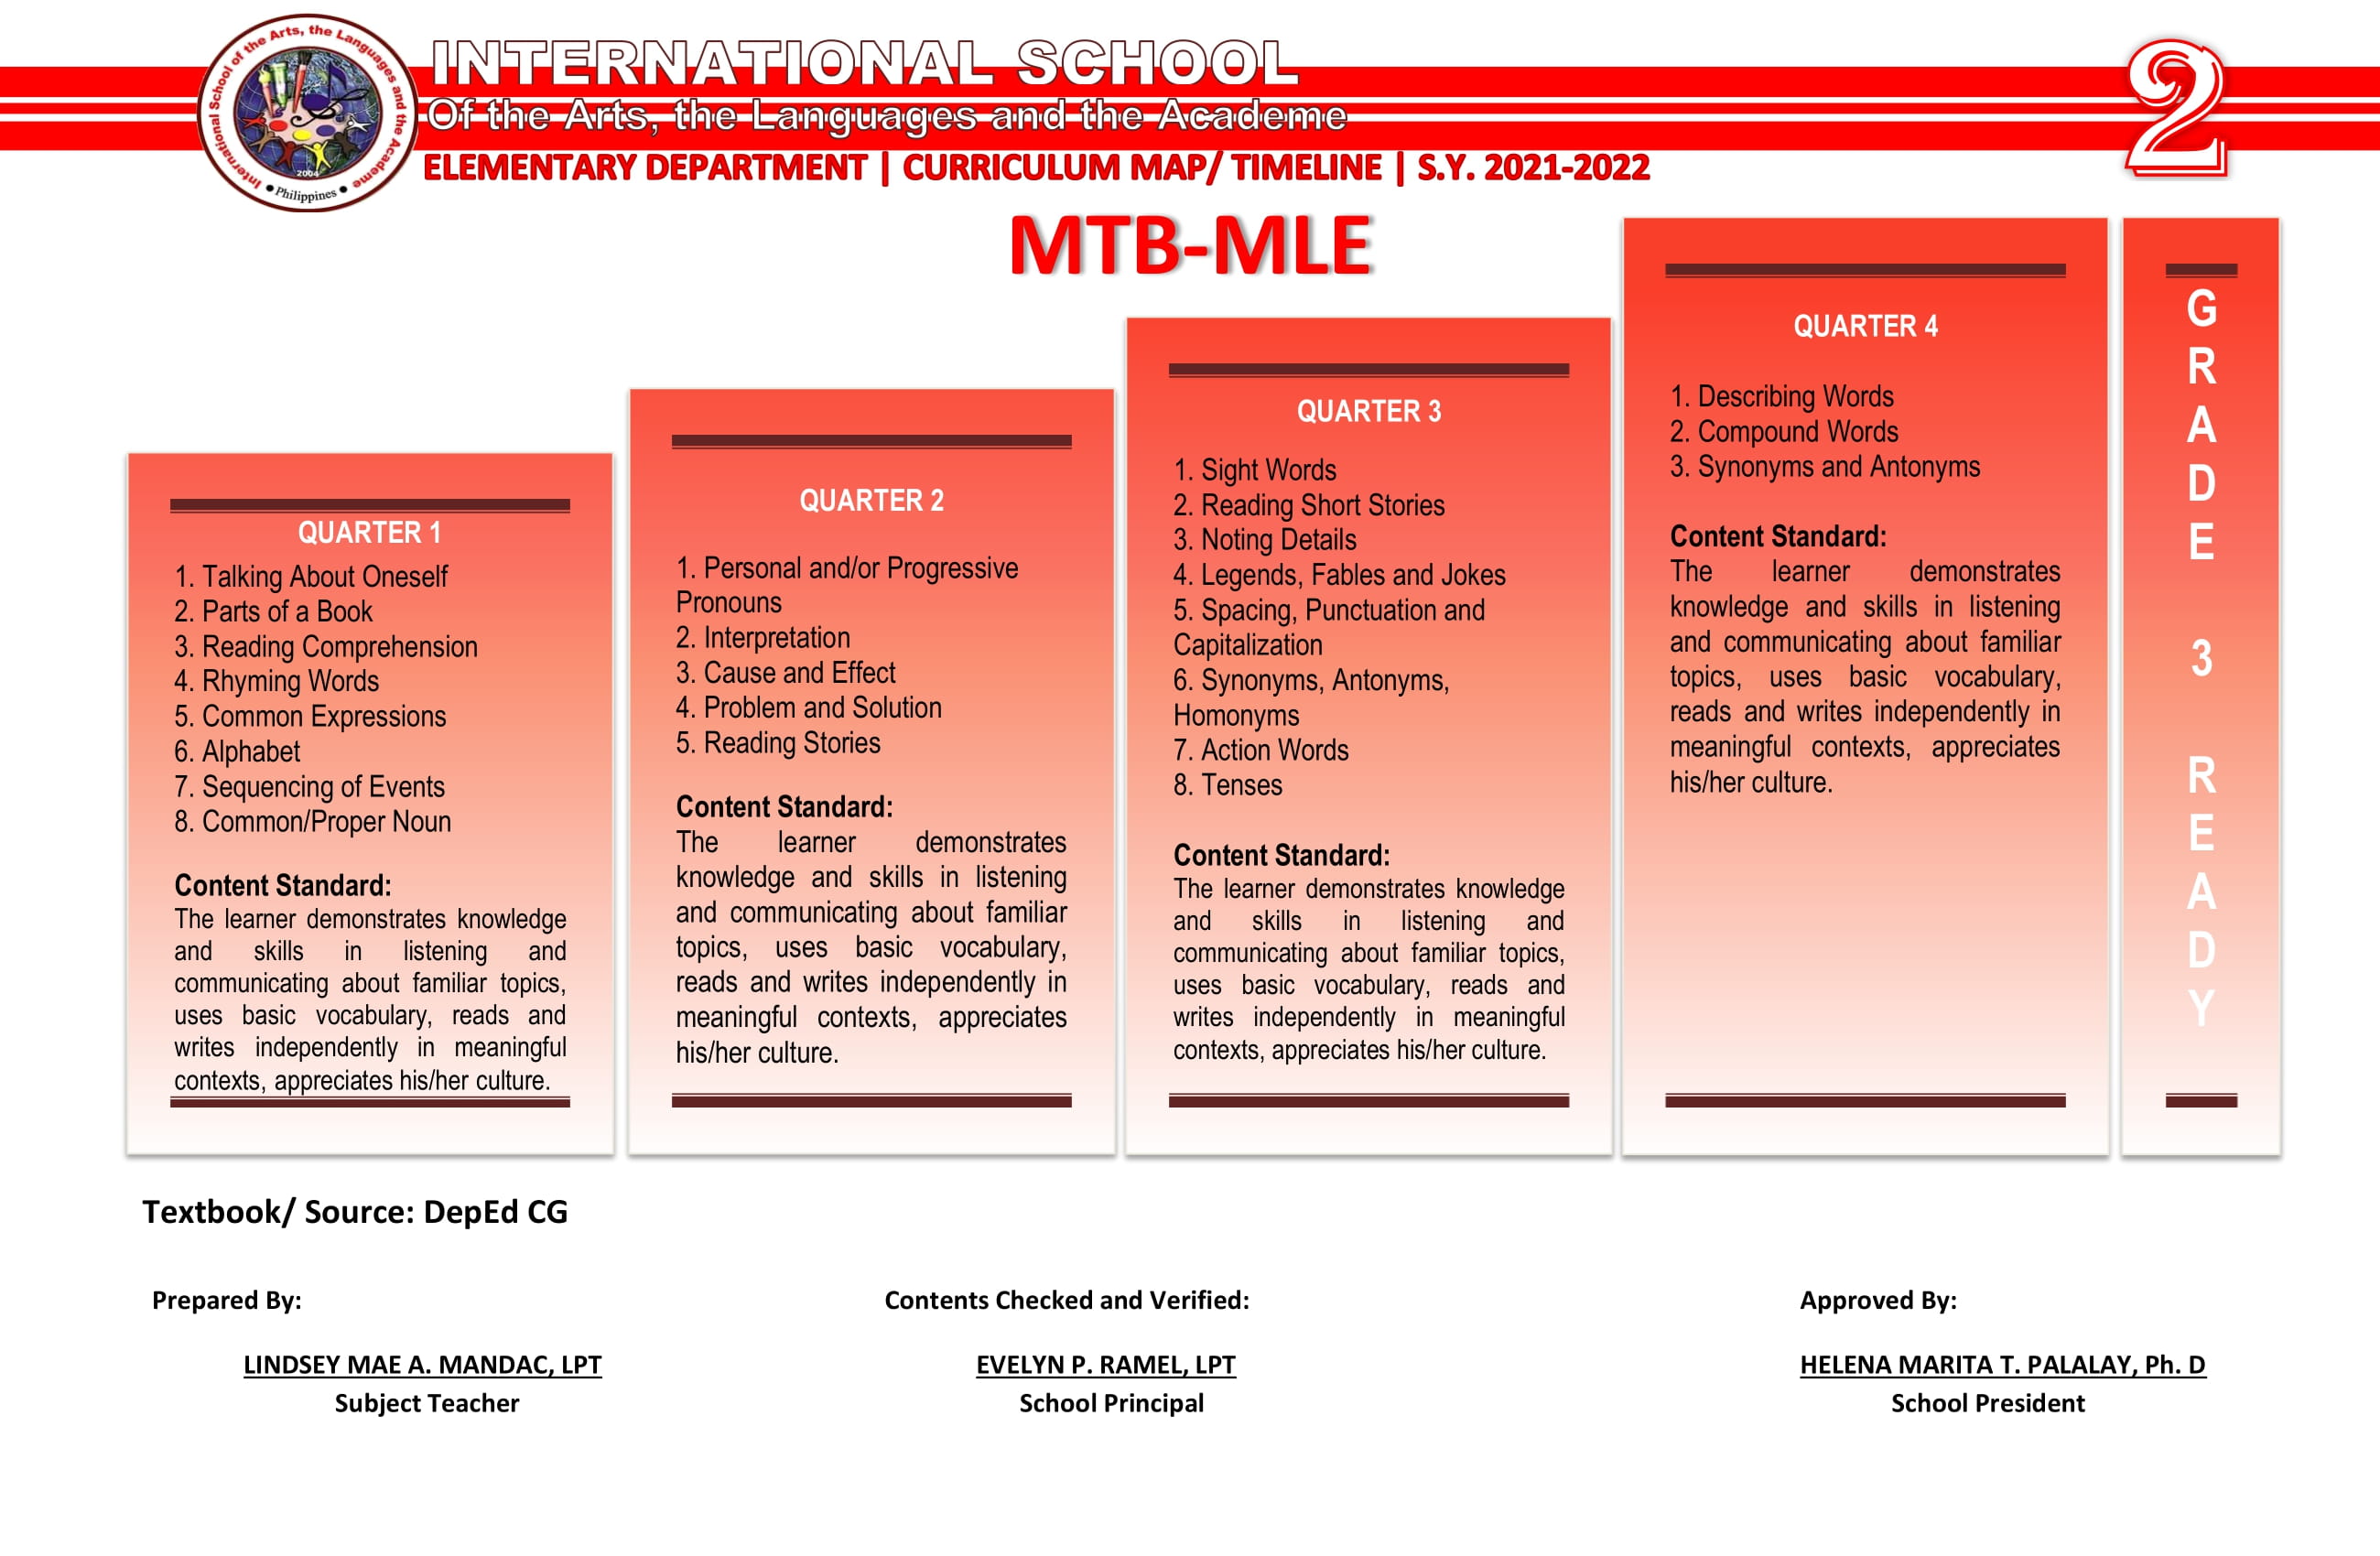 International School of the Arts, the Languages and the Academe
2004
• Philippines •
INTERNATIONAL SCHOOL
Of the Arts, the Languages and the Academe
ELEMENTARY DEPARTMENT | CURRICULUM MAP/ TIMELINE | S.Y. 2021-2022
2
MTB-MLE
QUARTER 1
1. Talking About Oneself
2. Parts of a Book
3. Reading Comprehension
4. Rhyming Words
5. Common Expressions
6. Alphabet
7. Sequencing of Events
8. Common/Proper Noun
Content Standard:
The learner demonstrates knowledge
and skills in listening and
communicating about familiar topics,
uses basic vocabulary, reads and
writes independently in meaningful
contexts, appreciates his/her culture.
QUARTER 2
1. Personal and/or Progressive
Pronouns
2. Interpretation
3. Cause and Effect
4. Problem and Solution
5. Reading Stories
Content Standard:
The learner demonstrates
knowledge and skills in listening
and communicating about familiar
topics, uses basic vocabulary,
reads and writes independently in
meaningful contexts, appreciates
his/her culture.
QUARTER 3
1. Sight Words
2. Reading Short Stories
3. Noting Details
4. Legends, Fables and Jokes
5. Spacing, Punctuation and
Capitalization
6. Synonyms, Antonyms,
Homonyms
7. Action Words
8. Tenses
Content Standard:
The learner demonstrates knowledge
and skills in listening and
communicating about familiar topics,
uses basic vocabulary, reads and
writes independently in meaningful
contexts, appreciates his/her culture.
QUARTER 4
1. Describing Words
2. Compound Words
3. Synonyms and Antonyms
Content Standard:
The learner demonstrates
knowledge and skills in listening
and communicating about familiar
topics, uses basic vocabulary,
reads and writes independently in
meaningful contexts, appreciates
his/her culture.
G
R
A
D
E
3
R
E
A
D
Y
Textbook/ Source: DepEd CG
Prepared By:
LINDSEY MAE A. MANDAC, LPT
Subject Teacher
Contents Checked and Verified:
EVELYN P. RAMEL, LPT
School Principal
Approved By:
HELENA MARITA T. PALALAY, Ph. D
School President